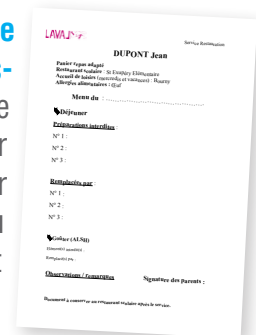 e
s-
e
r
r
u
:
LAVAL
Service Restauration
DUPONT Jean
Panier repas adapté
Restaurant scolaire : St Exupéry Elémentaire
Accueil de loisirs (mercredis et vacances) : Bourny
Allergies alimentaires : œuf
Menu du : ..............................
Déjeuner
Préparations interdites :
N° 1 :
N° 2 :
N° 3 :
Remplacées par :
N° 1 :
N° 2 :
N° 3 :
Goûter (ALSH)
Remplacé par :
Observations / remarques
Signature des parents :
Document à conserver au restaurant scolaire après le service.